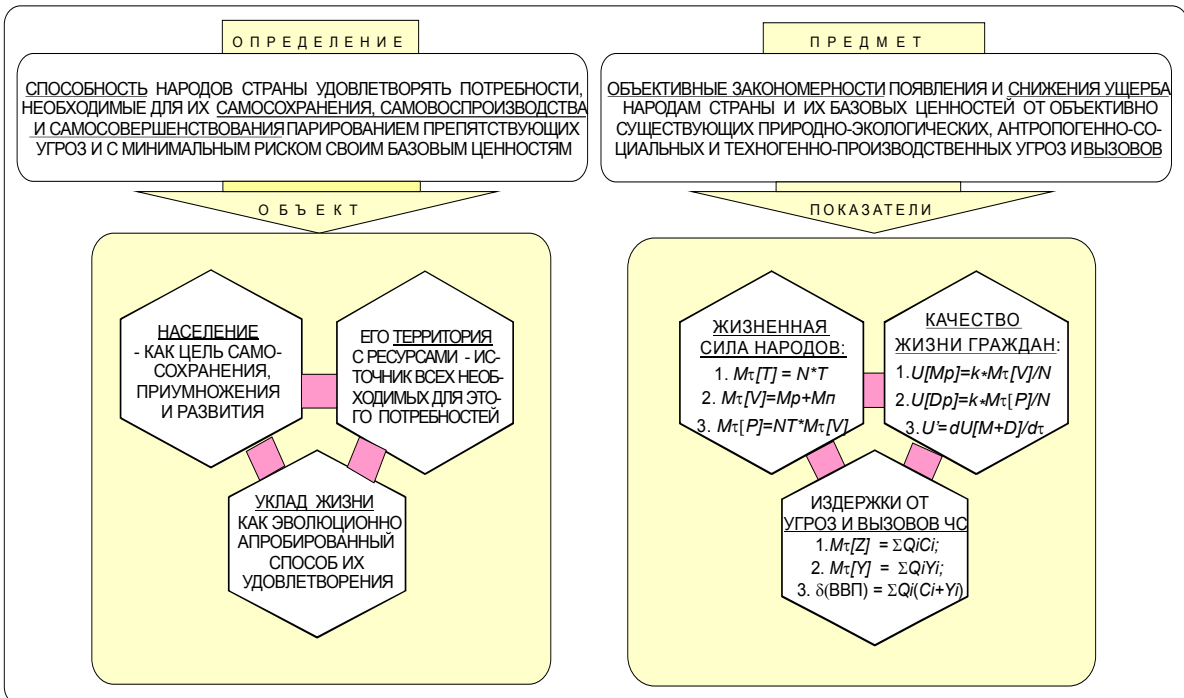 ОПРЕДЕЛЕНИЕ
СПОСОБНОСТЬ НАРОДОВ СТРАНЫ УДОВЛЕТВОРЯТЬ ПОТРЕБНОСТИ,
НЕОБХОДИМЫЕ ДЛЯ ИХ САМОСОХРАНЕНИЯ, САМОВОСПРОИЗВОДСТВА
И САМОСОВЕРШЕНСТВОВАНИЯ ПАРИРОВАНИЕМ ПРЕПЯТСТВУЮЩИХ
УГРОЗ И С МИНИМАЛЬНЫМ РИСКОМ СВОИМ БАЗОВЫМ ЦЕННОСТЯМ
ОБЪЕКТ
НАСЕЛЕНИЕ
- КАК ЦЕЛЬ САМО-
СОХРАНЕНИЯ,
ПРИУМНОЖЕНИЯ
И РАЗВИТИЯ
ЕГО ТЕРРИТОРИЯ
С РЕСУРСАМИ - ИС-
ТОЧНИК ВСЕХ НЕОБ-
ХОДИМЫХ ДЛЯ ЭТО-
ГО ПОТРЕБНОСТЕЙ
УКЛАД ЖИЗНИ
КАК ЭВОЛЮЦИОННО
АПРОБИРОВАННЫЙ
СПОСОБ ИХ
УДОВЛЕТВОРЕНИЯ
ПРЕДМЕТ
ОБЪЕКТИВНЫЕ ЗАКОНОМЕРНОСТИ ПОЯВЛЕНИЯ И СНИЖЕНИЯ УЩЕРБА
НАРОДАМ СТРАНЫ И ИХ БАЗОВЫХ ЦЕННОСТЕЙ ОТ ОБЪЕКТИВНО
СУЩЕСТВУЮЩИХ ПРИРОДНО-ЭКОЛОГИЧЕСКИХ, АНТРОПОГЕННО-СО-
ЦИАЛЬНЫХ И ТЕХНОГЕННО-ПРОИЗВОДСТВЕННЫХ УГРОЗ И ВЫЗОВОВ
ПОКАЗАТЕЛИ
ЖИЗНЕННАЯ
СИЛА НАРОДОВ:
1. Mτ[T] = N*T
2. Mτ[V]=Mp+Mп
3. Mτ[P]=NT*Mτ[V]
КАЧЕСТВО
ЖИЗНИ ГРАЖДАН:
1.U[Mp]=k*Mτ[V]/N
2.U[Dp]=k*Mτ[P]/N
3. U'=dU[M+D]/dτ
ИЗДЕРЖКИ ОТ
УГРОЗ И ВЫЗОВОВ ЧС
1.Mτ[Z] = ΣQiCi;
2. Mτ[Y] = ΣQiYi;
3. δ(ВВП) = ΣQi(Ci+Yi)